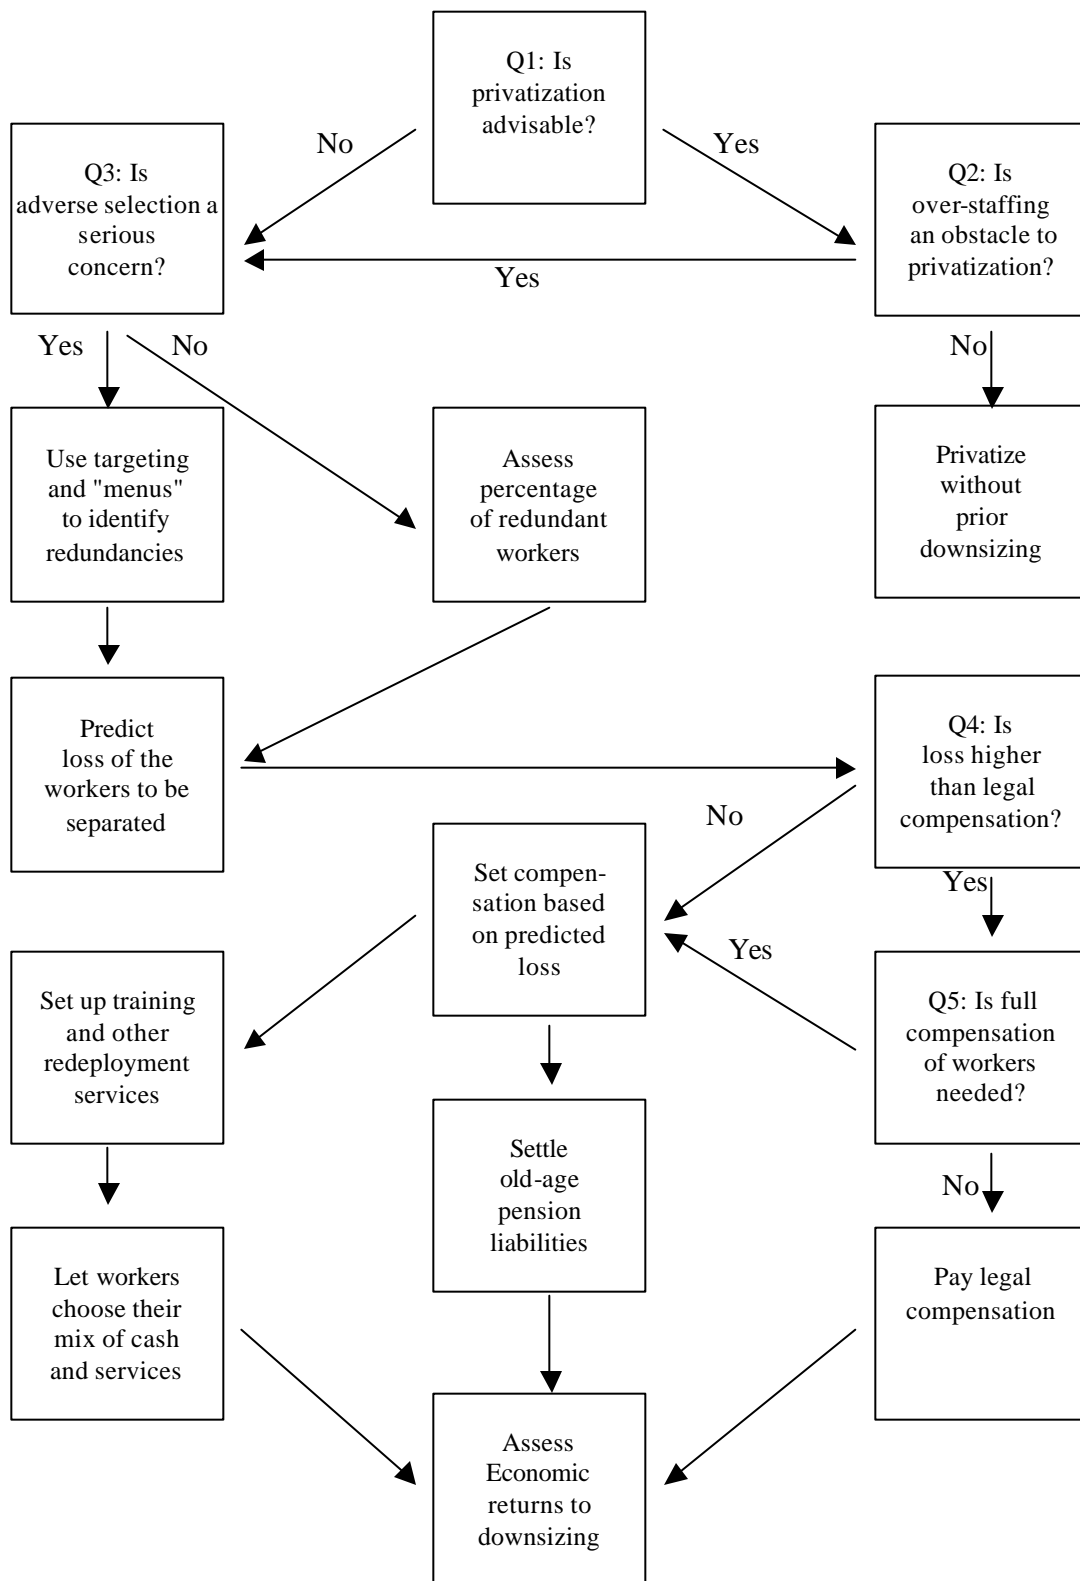 Q1: Is
privatization
advisable?
No
Yes
Q3: Is
adverse selection a
serious
concern?
Q2: Is
over-staffing
an obstacle to
privatization?
Yes
Yes
No
No
Use targeting
and "menus"
to identify
redundancies
Assess
percentage
of redundant
workers
Privatize
without
prior
downsizing
Predict
loss of the
workers to be
separated
Q4: Is
loss higher
than legal
compensation?
No
Yes
Set compen-
sation based
on predicted
loss
Yes
Set up training
and other
redeployment
services
Q5: Is full
compensation
of workers
needed?
Settle
old-age
pension
liabilities
No
Let workers
choose their
mix of cash
and services
Pay legal
compensation
Assess
Economic
returns to
downsizing